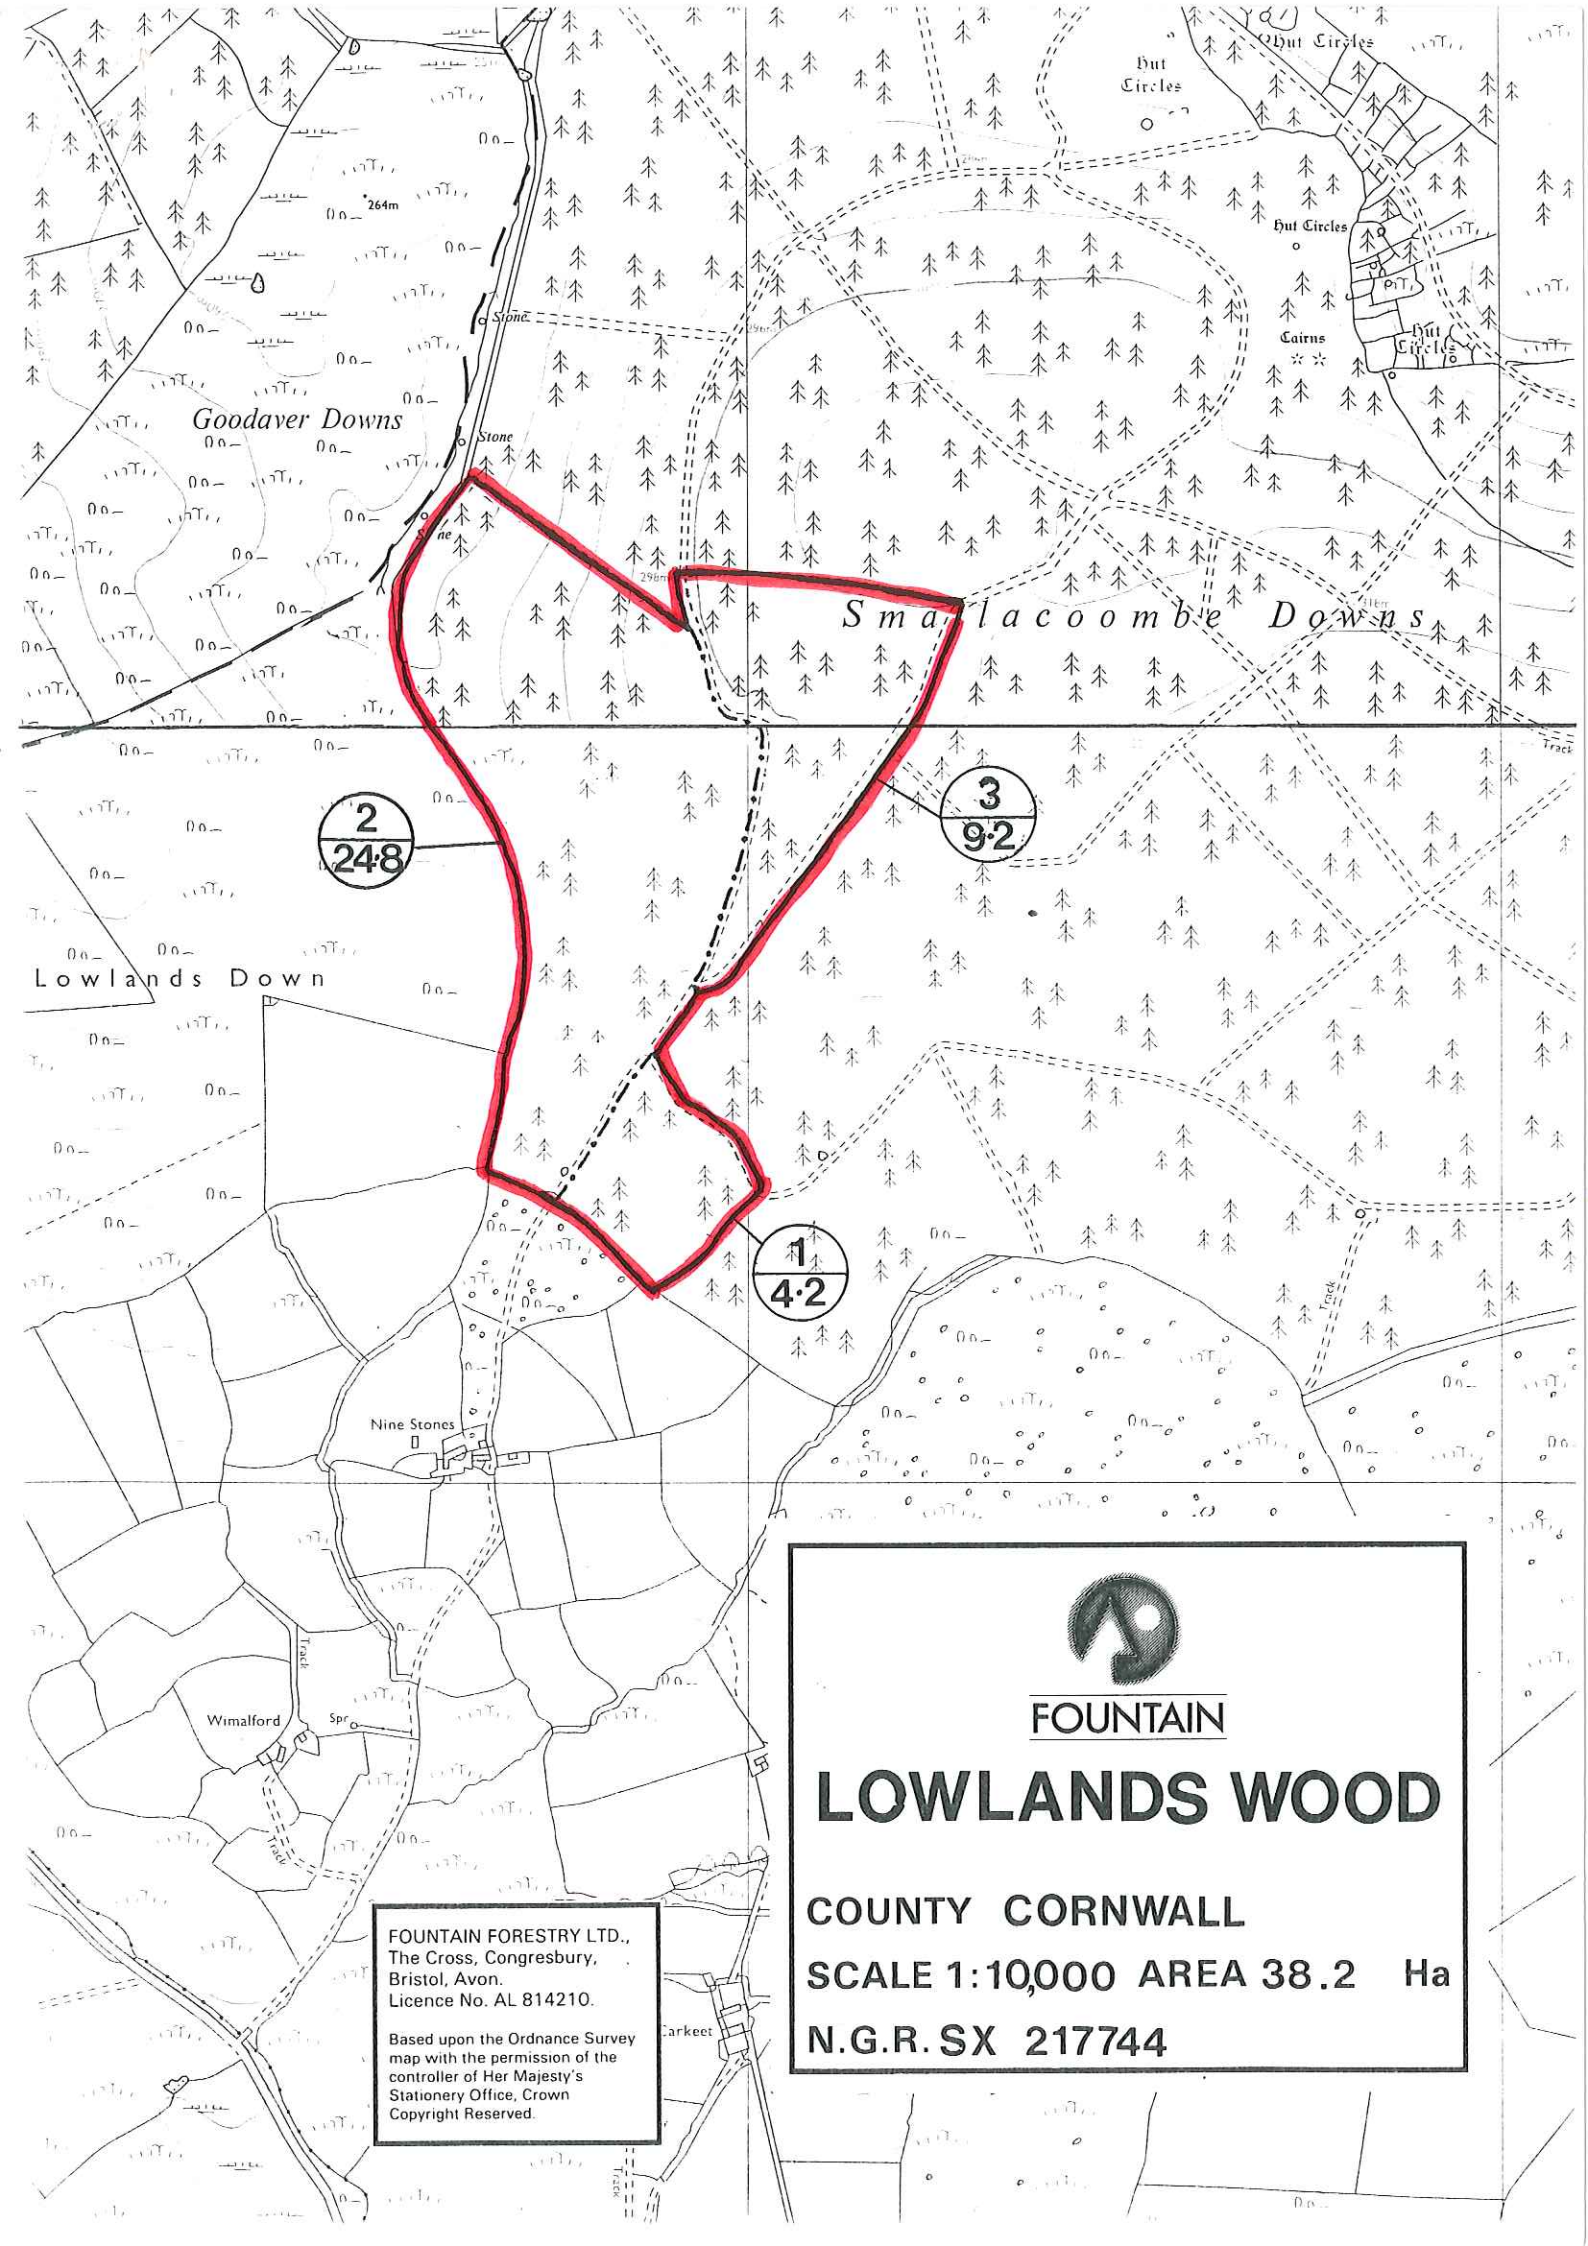 Hut Circles
Hut
Circles
264m
Hut Circles
Stone
Cairns
Hut
Circles
Goodaver Downs
Stone
298m
Smallacoombe Downs
Track
2
24·8
3
9·2
Lowlands Down
1
4·2
Track
Nine Stones
Track
Wimalford
Spr
Track
FOUNTAIN
LOWLANDS WOOD
COUNTY CORNWALL
SCALE 1:10,000 AREA 38.2 Ha
N.G.R. SX 217744
FOUNTAIN FORESTRY LTD.,
The Cross, Congresbury,
Bristol, Avon.
Licence No. AL 814210.
Based upon the Ordnance Survey
map with the permission of the
controller of Her Majesty's
Stationery Office, Crown
Copyright Reserved.
Carkeet
Track